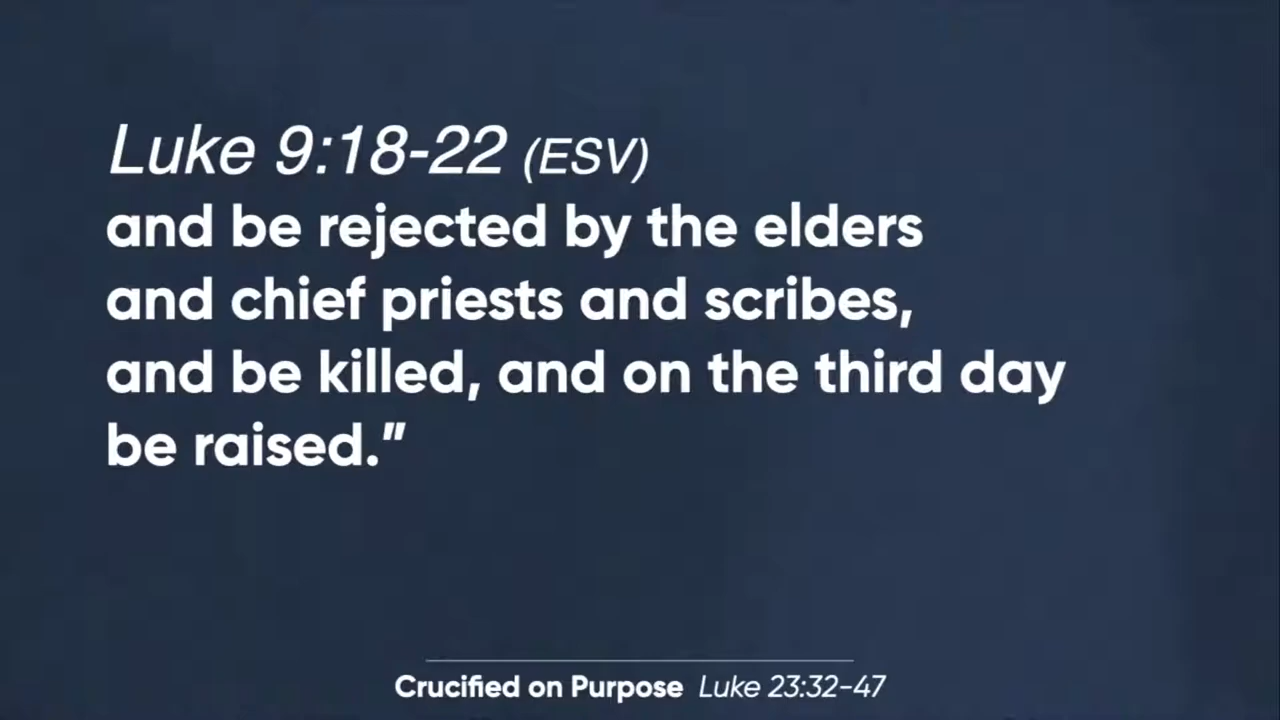 Luke 9:18-22 (ESV)
and be rejected by the elders
and chief priests and scribes,
and be killed, and on the third day
be raised.”
Crucified on Purpose Luke 23:32-47